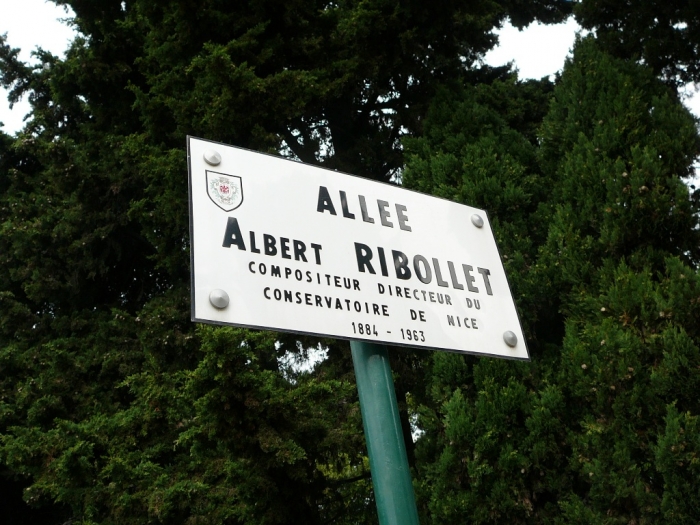 ALLEE
ALBERT RIBOLLET
COMPOSITEUR DIRECTEUR DU
CONSERVATOIRE DE NICE
1884 - 1963